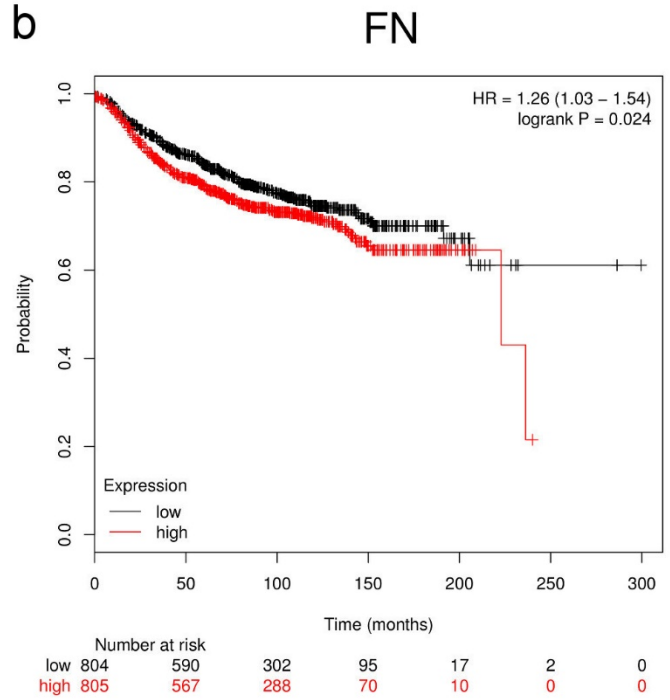 b
FN
HR = 1.26 (1.03 − 1.54)
logrank P = 0.024
Probability
1.0
0.8
0.6
0.4
0.2
0.0
Expression
low
high
0 50 100 150 200 250 300
Time (months)
Number at risk
low 804 590 302 95 17 2 0
high 805 567 288 70 10 0 0